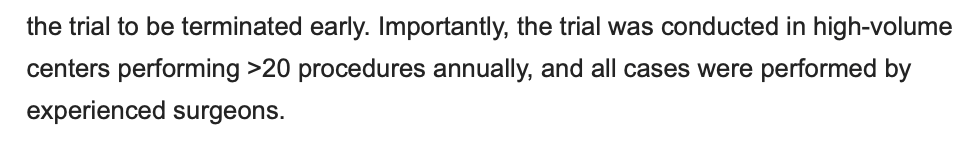 the trial to be terminated early. Importantly, the trial was conducted in high-volume
centers performing >20 procedures annually, and all cases were performed by
experienced surgeons.